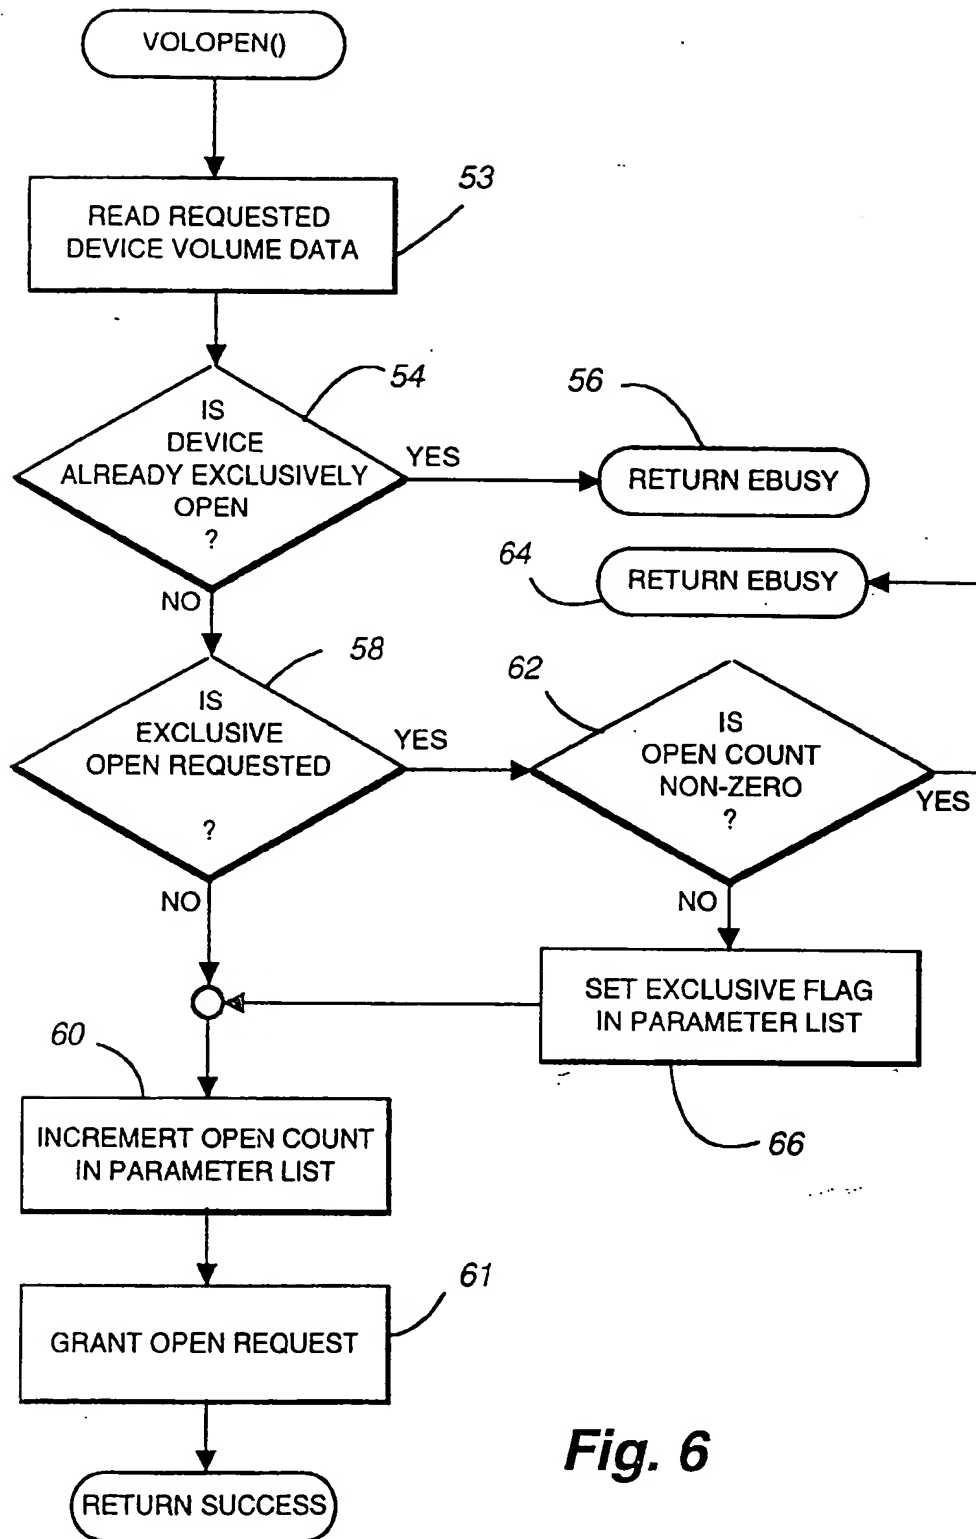 VOLOPEN()
53
READ REQUESTED
DEVICE VOLUME DATA
54
IS
DEVICE
ALREADY EXCLUSIVELY
OPEN
?
YES
56
RETURN EBUSY
64
RETURN EBUSY
NO
58
IS
EXCLUSIVE
OPEN REQUESTED
?
YES
62
IS
OPEN COUNT
NON-ZERO
?
YES
NO
NO
SET EXCLUSIVE FLAG
IN PARAMETER LIST
66
60
INCREMERT OPEN COUNT
IN PARAMETER LIST
61
GRANT OPEN REQUEST
RETURN SUCCESS
Fig. 6